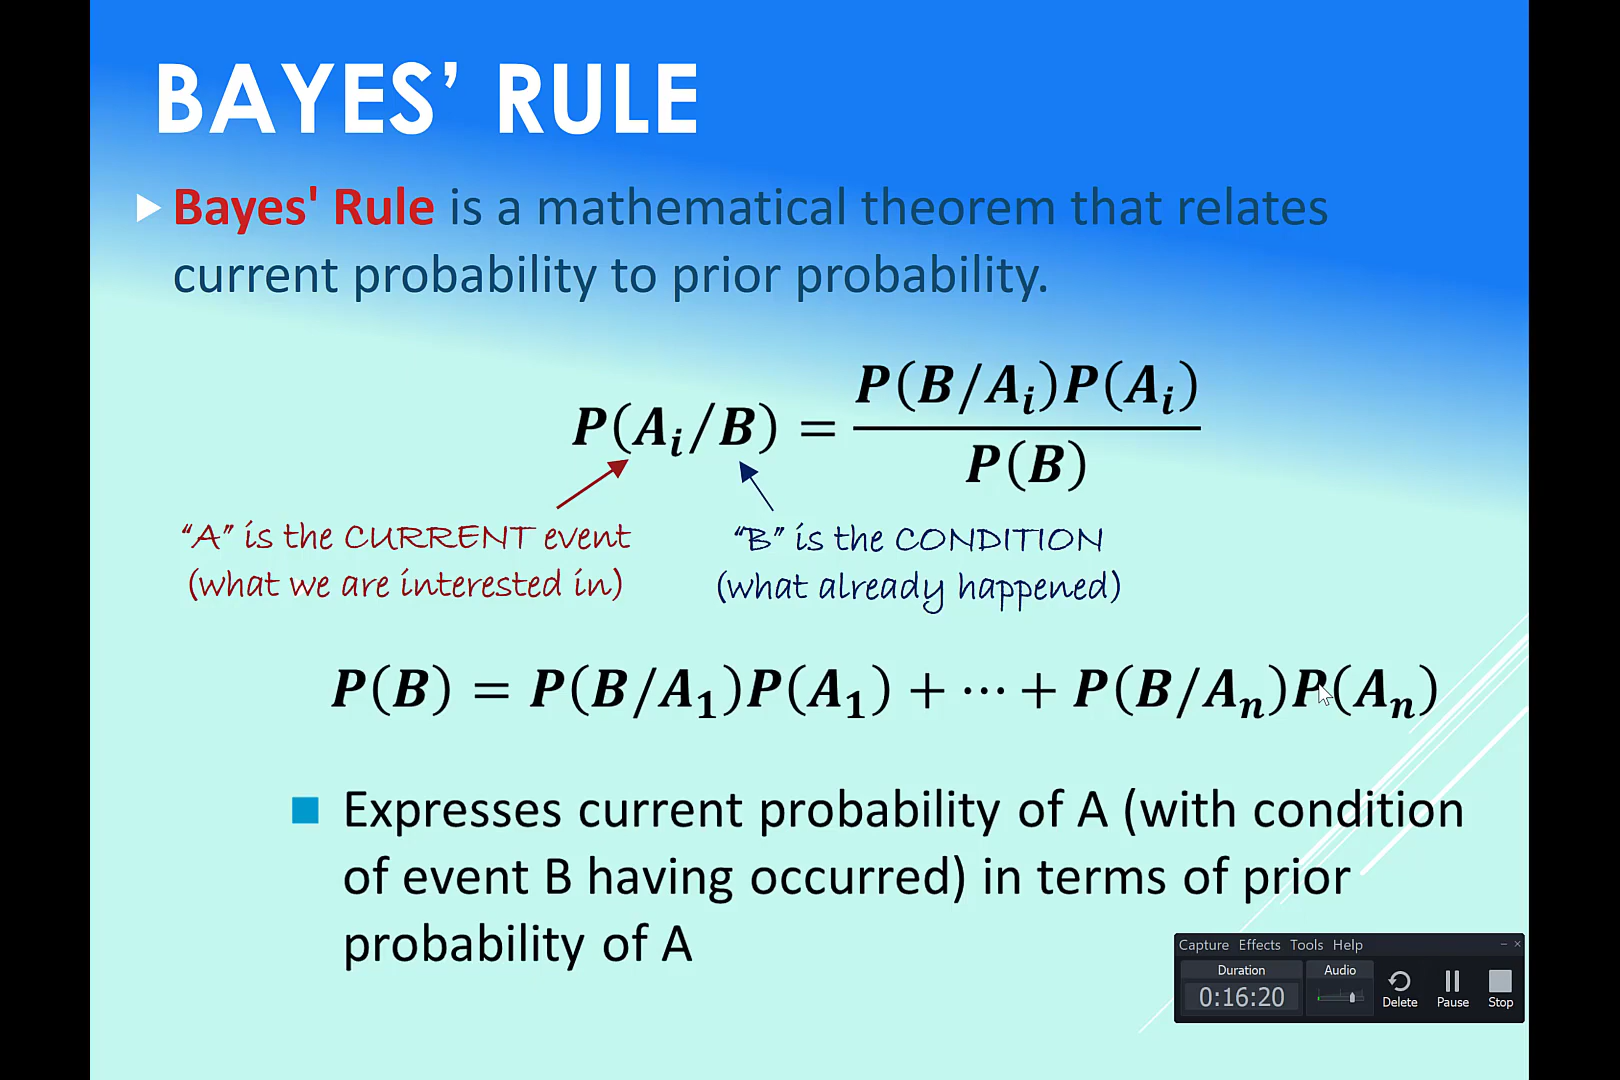 BAYES’ RULE
Bayes' Rule is a mathematical theorem that relates
current probability to prior probability.
P(Aᵢ/B) = P(B/Aᵢ)P(Aᵢ) / P(B)
“A” is the CURRENT event
(what we are interested in)
“B” is the CONDITION
(what already happened)
P(B) = P(B/A₁)P(A₁) + ⋯ + P(B/Aₙ)P(Aₙ)
Expresses current probability of A (with condition
of event B having occurred) in terms of prior
probability of A
Capture Effects Tools Help
Duration
0:16:20
Audio
Delete
Pause
Stop